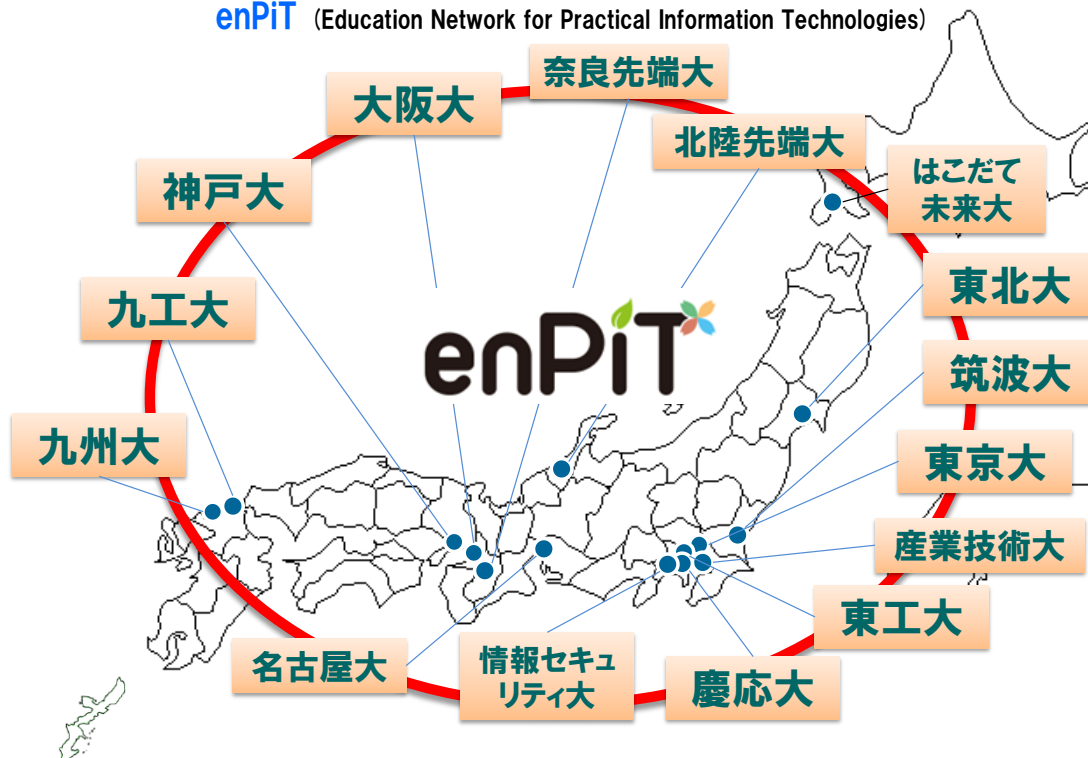 enPiT (Education Network for Practical Information Technologies)
奈良先端大
大阪大
北陸先端大
はこだて
未来大
神戸大
東北大
九工大
enPiT
筑波大
九州大
東京大
産業技術大
東工大
名古屋大
情報セキュ
リティ大
慶応大